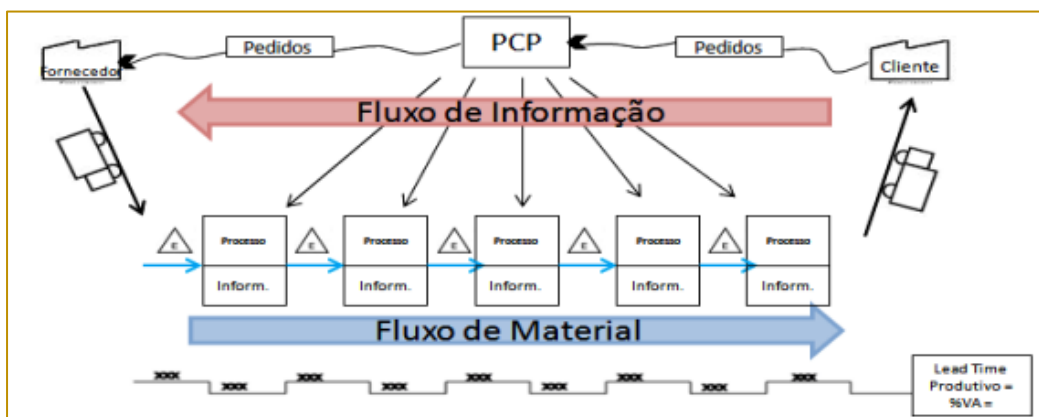 Pedidos
PCP
Pedidos
Fornecedor
Cliente
Fluxo de Informação
E
Processo
Inform.
E
Processo
Inform.
E
Processo
Inform.
E
Processo
Inform.
E
Processo
Inform.
Fluxo de Material
xxx
xxx
xxx
xxx
xxx
xxx
xxx
xxx
xxx
Lead Time
Produtivo =
%VA =